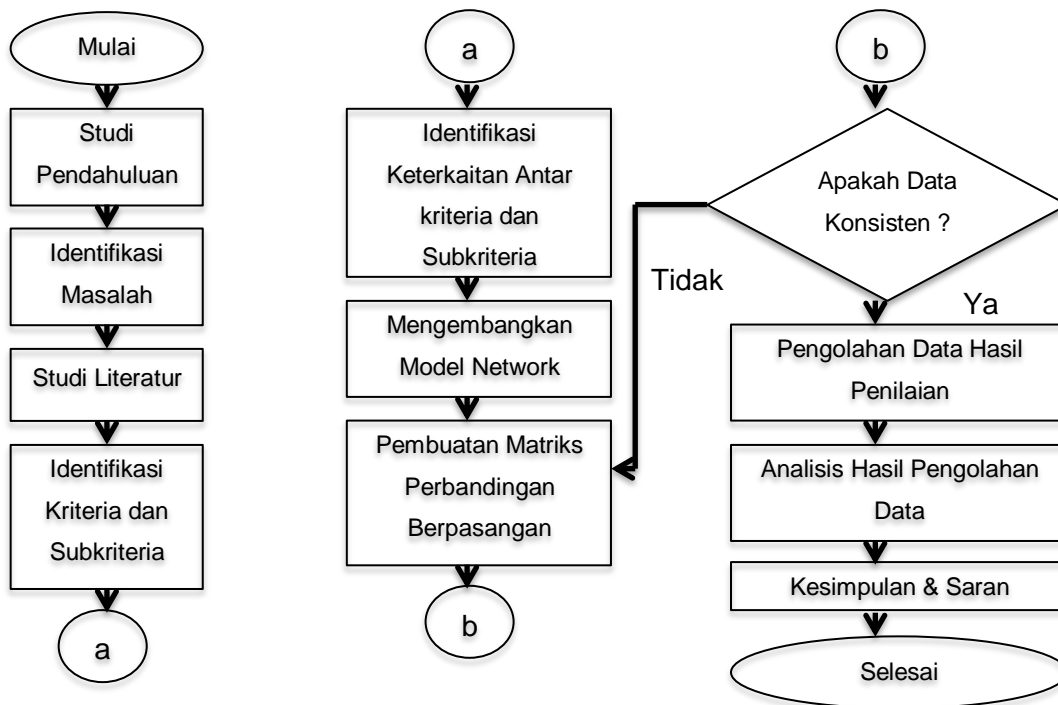 Mulai
Studi
Pendahuluan
Identifikasi
Masalah
Studi Literatur
Identifikasi
Kriteria dan
Subkriteria
a
a
Identifikasi
Keterkaitan Antar
kriteria dan
Subkriteria
Mengembangkan
Model Network
Pembuatan Matriks
Perbandingan
Berpasangan
b
b
Apakah Data
Konsisten ?
Tidak
Ya
Pengolahan Data Hasil
Penilaian
Analisis Hasil Pengolahan
Data
Kesimpulan & Saran
Selesai